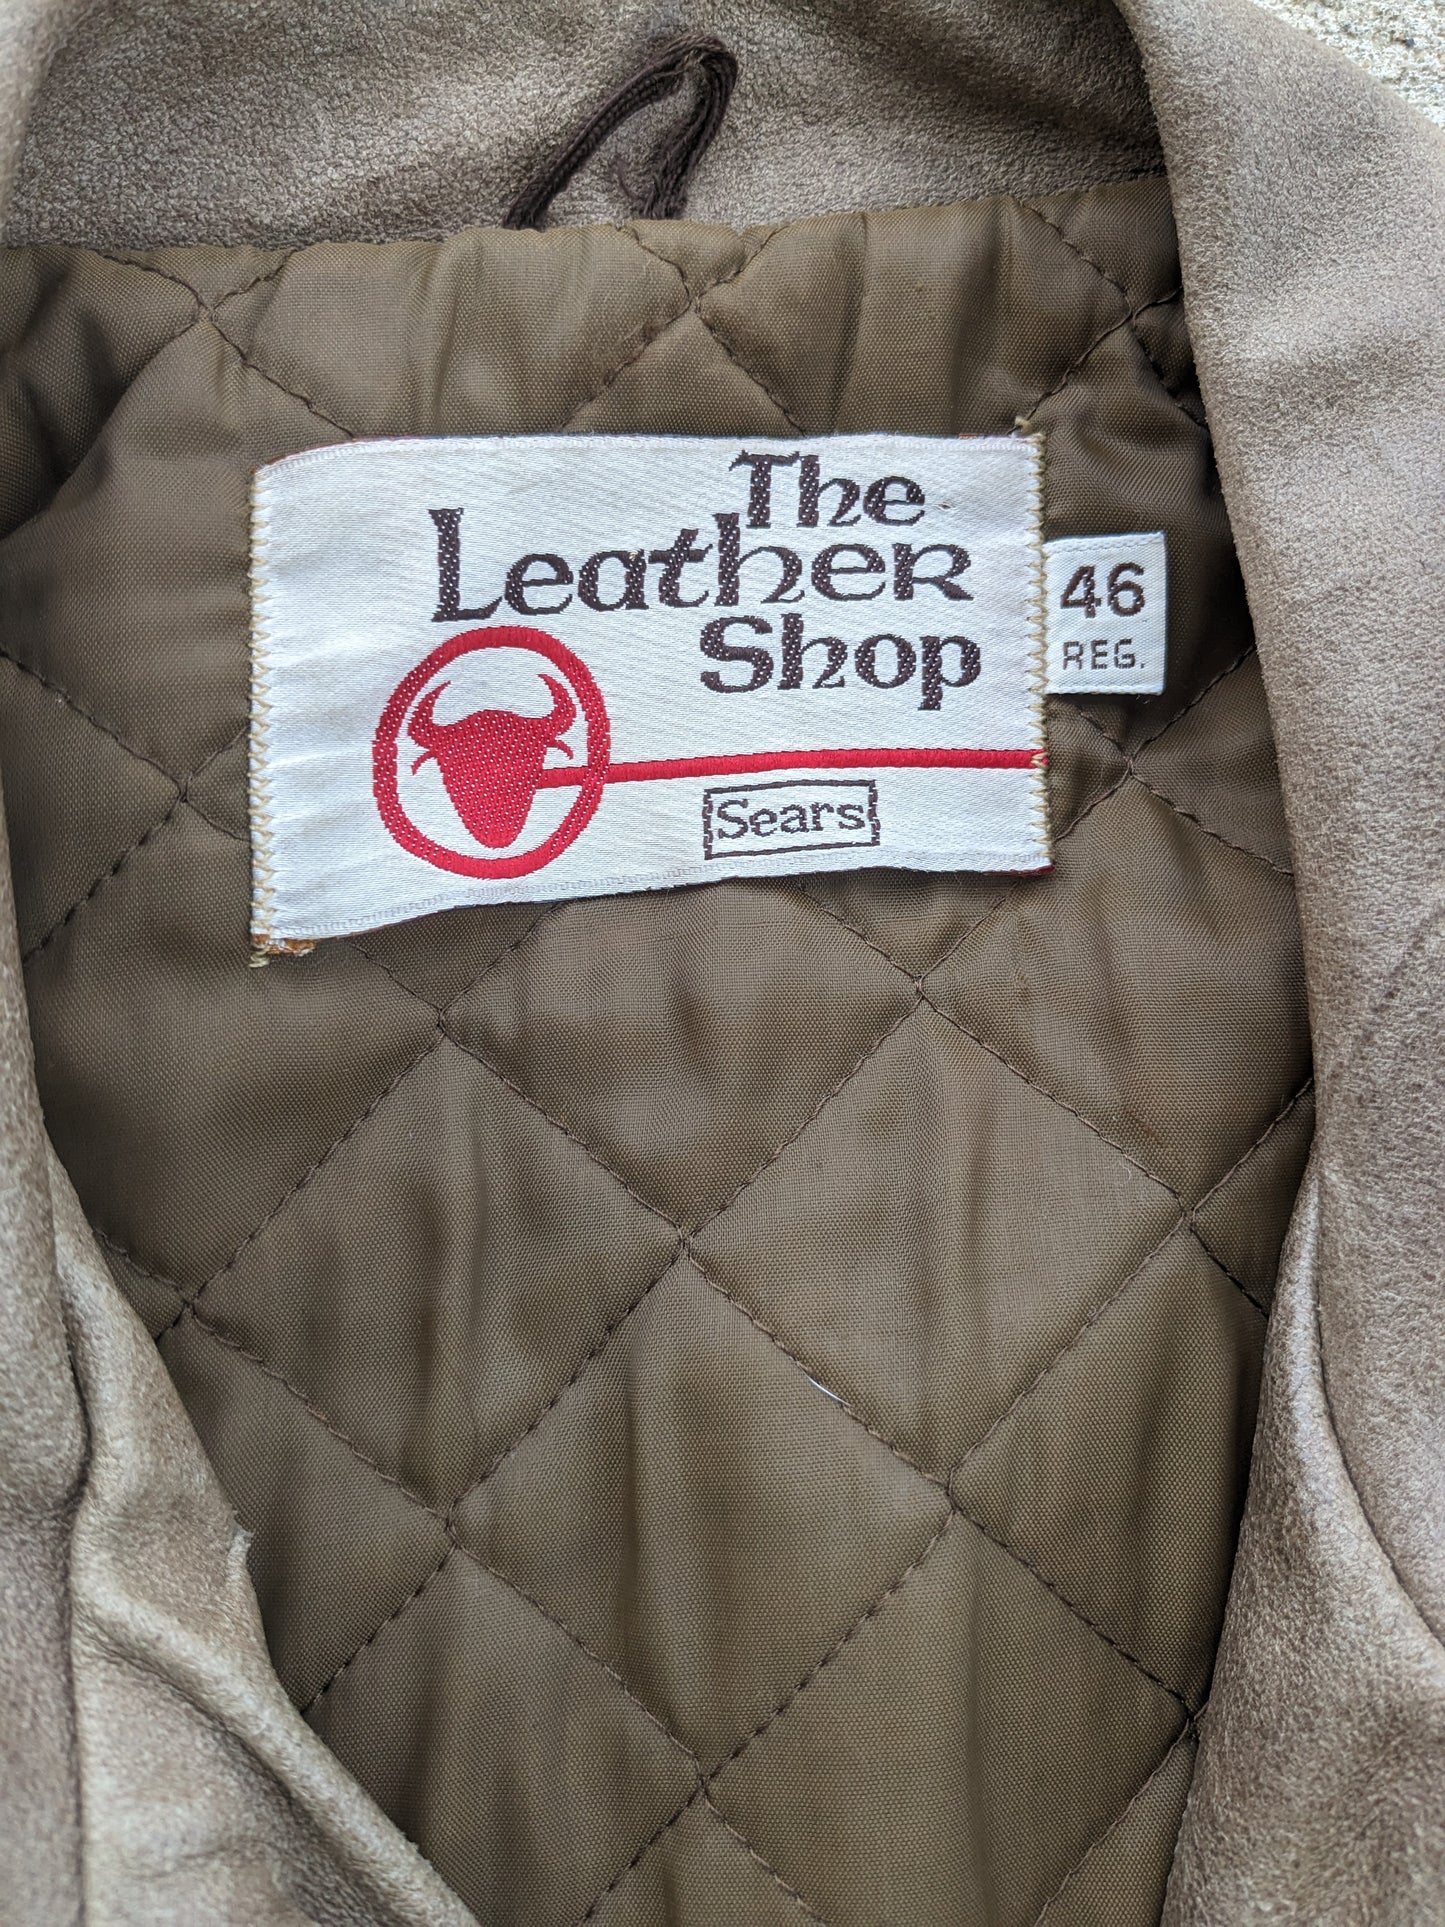 The
Leather
Shop
Sears
46
REG.